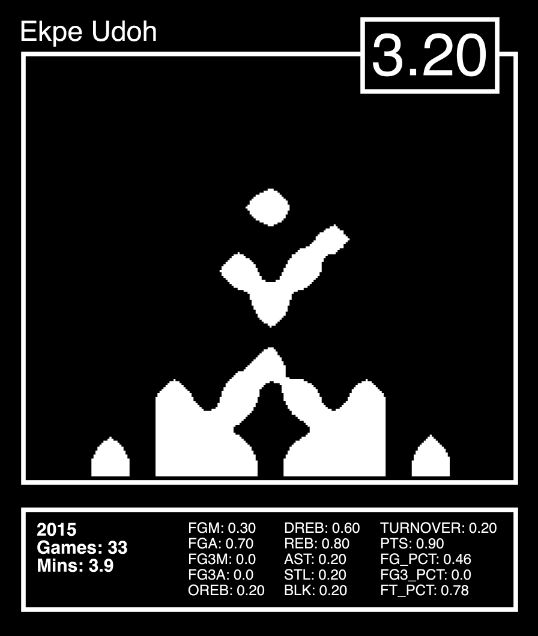 Ekpe Udoh
3.20
2015
Games: 33
Mins: 3.9
FGM: 0.30
FGA: 0.70
FG3M: 0.0
FG3A: 0.0
OREB: 0.20
DREB: 0.60
REB: 0.80
AST: 0.20
STL: 0.20
BLK: 0.20
TURNOVER: 0.20
PTS: 0.90
FG_PCT: 0.46
FG3_PCT: 0.0
FT_PCT: 0.78